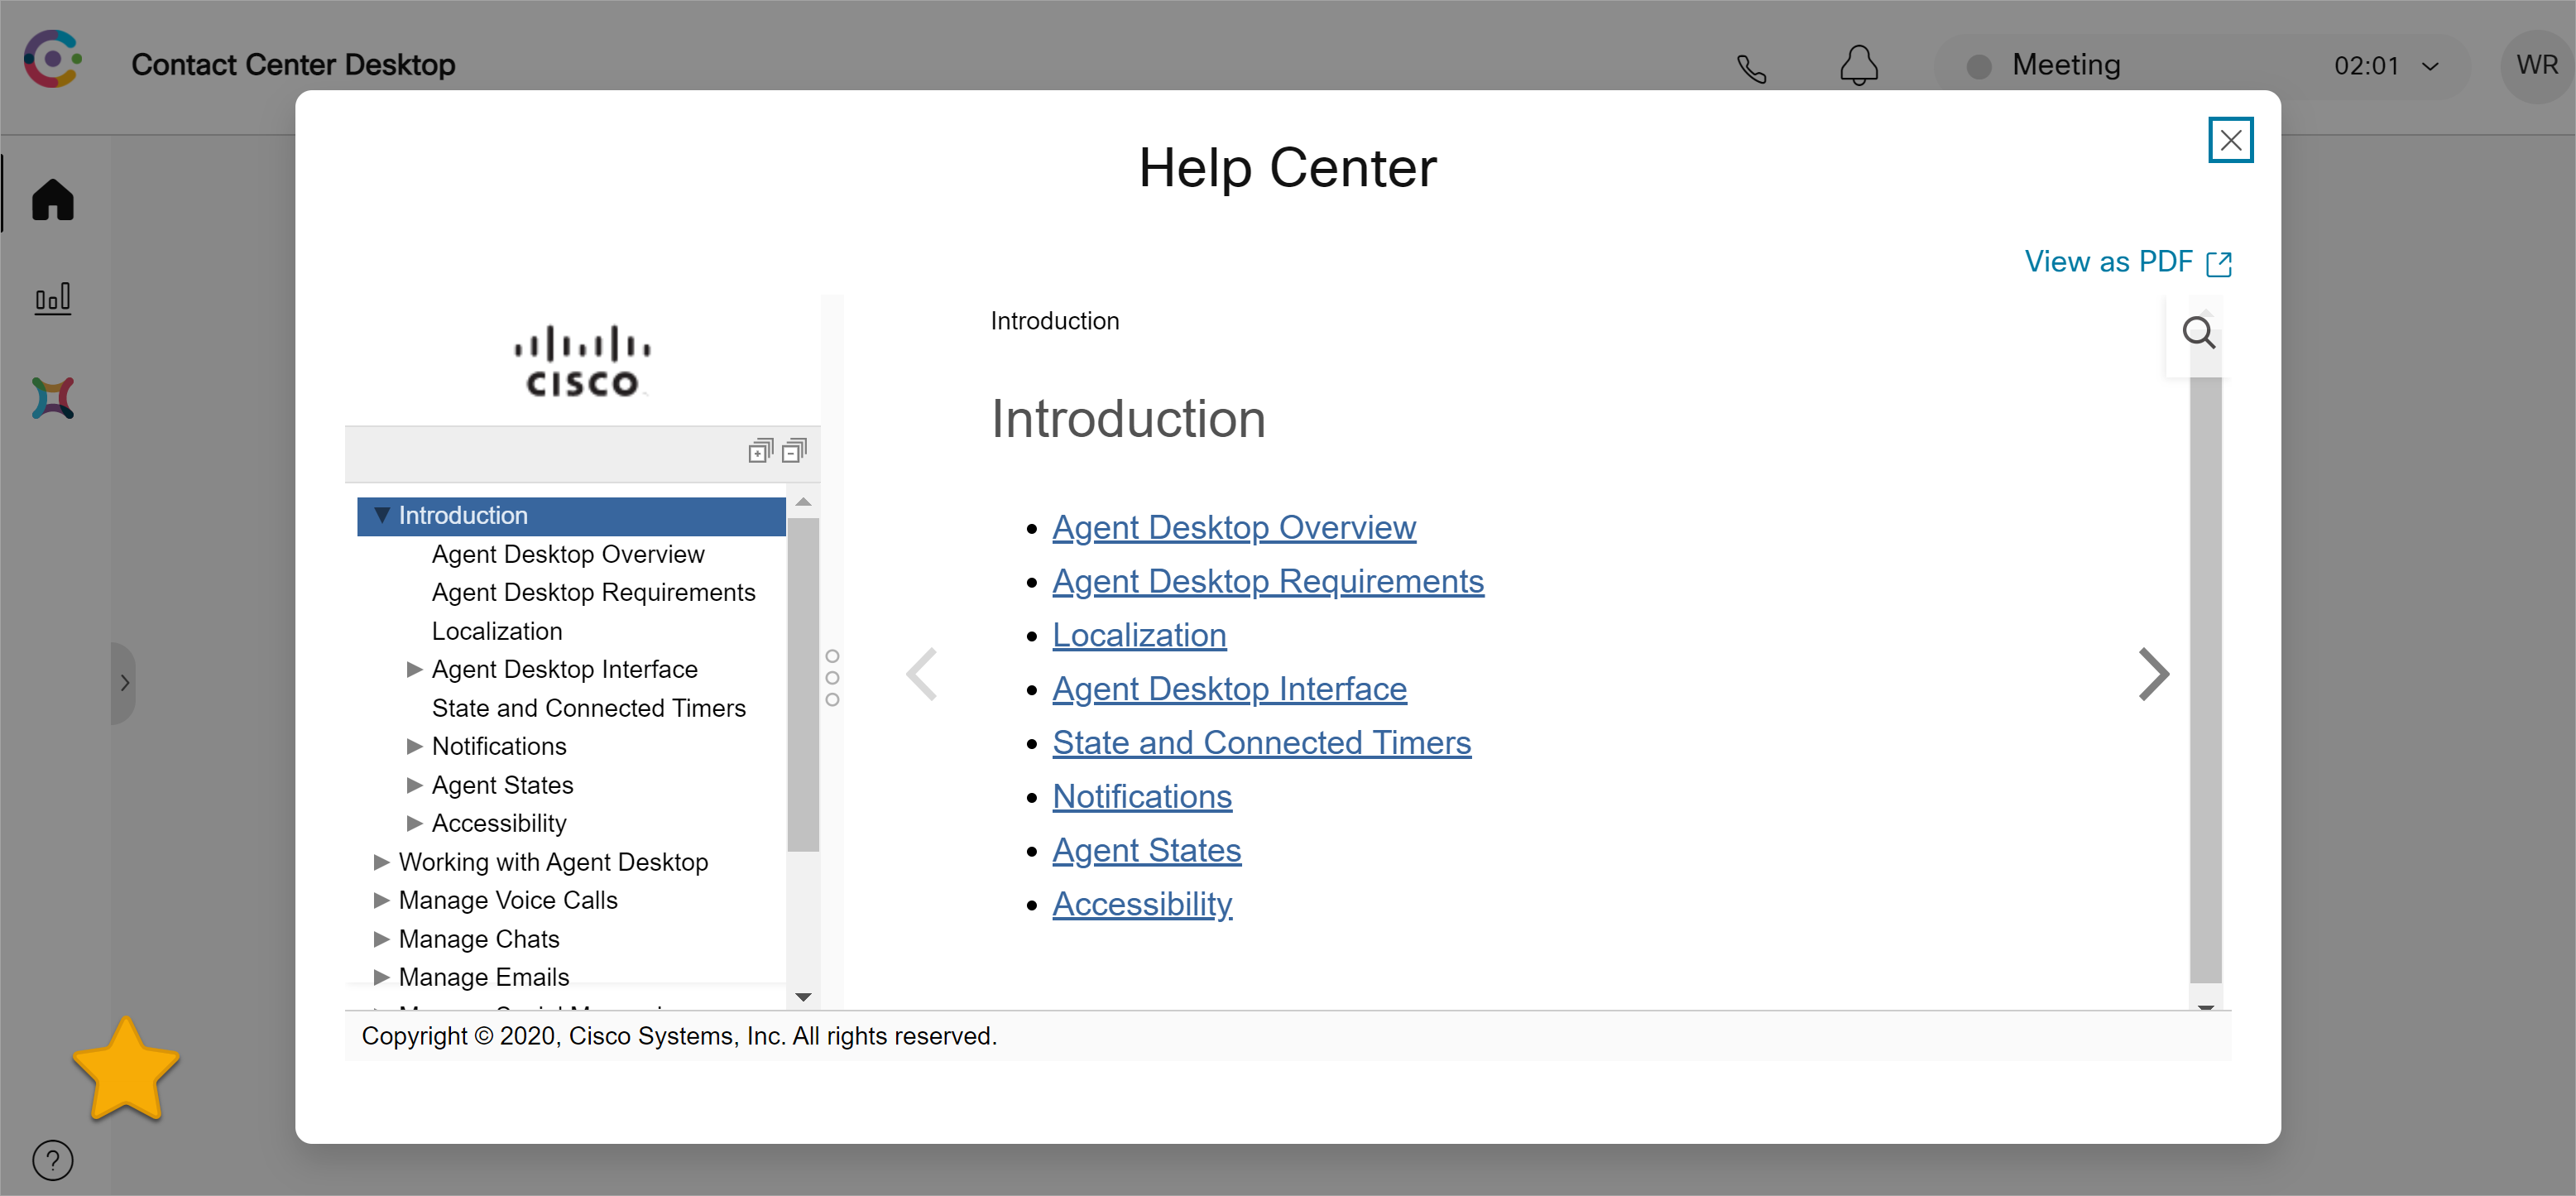 Contact Center Desktop
Meeting 02:01
WR
Help Center
View as PDF
CISCO
Introduction
Agent Desktop Overview
Agent Desktop Requirements
Localization
Agent Desktop Interface
State and Connected Timers
Notifications
Agent States
Accessibility
Working with Agent Desktop
Manage Voice Calls
Manage Chats
Manage Emails
Introduction
Introduction
Agent Desktop Overview
Agent Desktop Requirements
Localization
Agent Desktop Interface
State and Connected Timers
Notifications
Agent States
Accessibility
Copyright © 2020, Cisco Systems, Inc. All rights reserved.